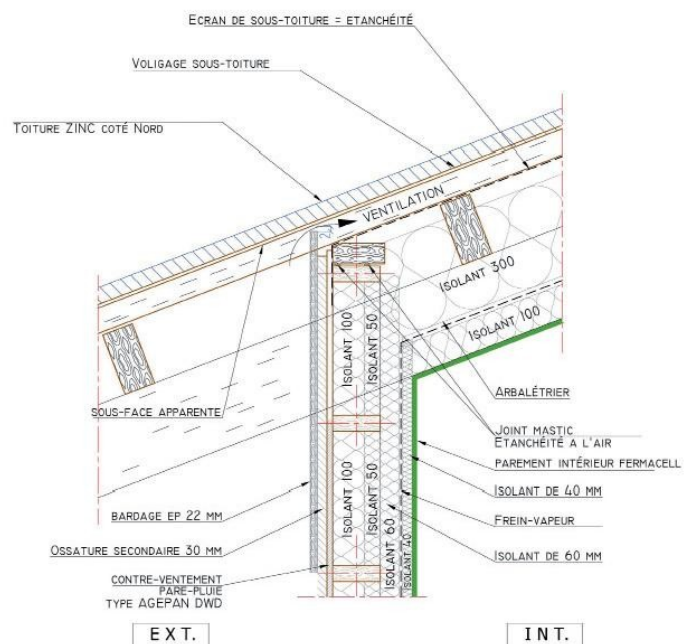 ECRAN DE SOUS-TOITURE = ETANCHÉITÉ
VOLIGAGE SOUS-TOITURE
TOITURE ZINC COTÉ NORD
VENTILATION
ISOLANT 300
ISOLANT 100
ISOLANT 100
ISOLANT 50
ARBALÉTRIER
SOUS-FACE APPARENTE
JOINT MASTIC
ETANCHÉITÉ A L'AIR
PAREMENT INTÉRIEUR FERMACELL
ISOLANT DE 40 MM
BARDAGE EP 22 MM
ISOLANT 100
ISOLANT 50
FREIN-VAPEUR
OSSATURE SECONDAIRE 30 MM
ISOLANT 60
ISOLANT 40
ISOLANT DE 60 MM
CONTRE-VENTEMENT
PARE-PLUIE
TYPE AGEPAN DWD
EXT.
INT.